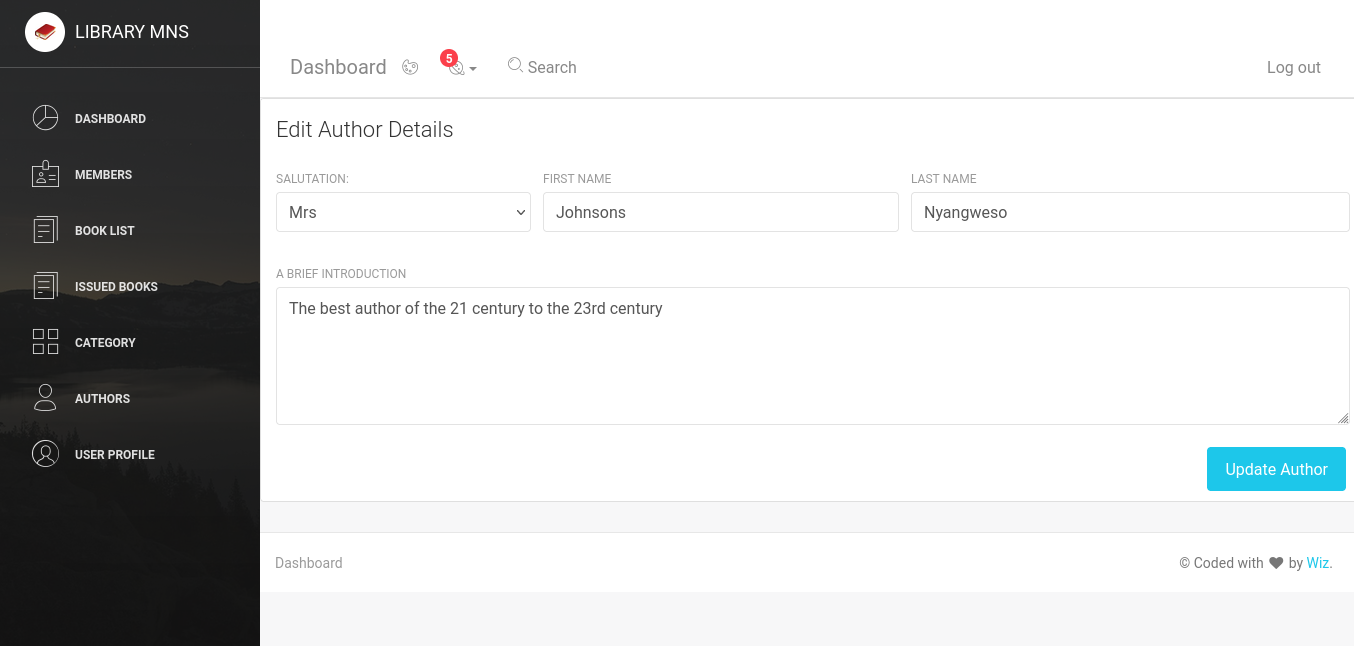 LIBRARY MNS
DASHBOARD
MEMBERS
BOOK LIST
ISSUED BOOKS
CATEGORY
AUTHORS
USER PROFILE
Dashboard 5 Search Log out
Edit Author Details
SALUTATION: FIRST NAME LAST NAME
Mrs Johnsons Nyangweso
A BRIEF INTRODUCTION
The best author of the 21 century to the 23rd century
Update Author
Dashboard © Coded with ♥ by Wiz.